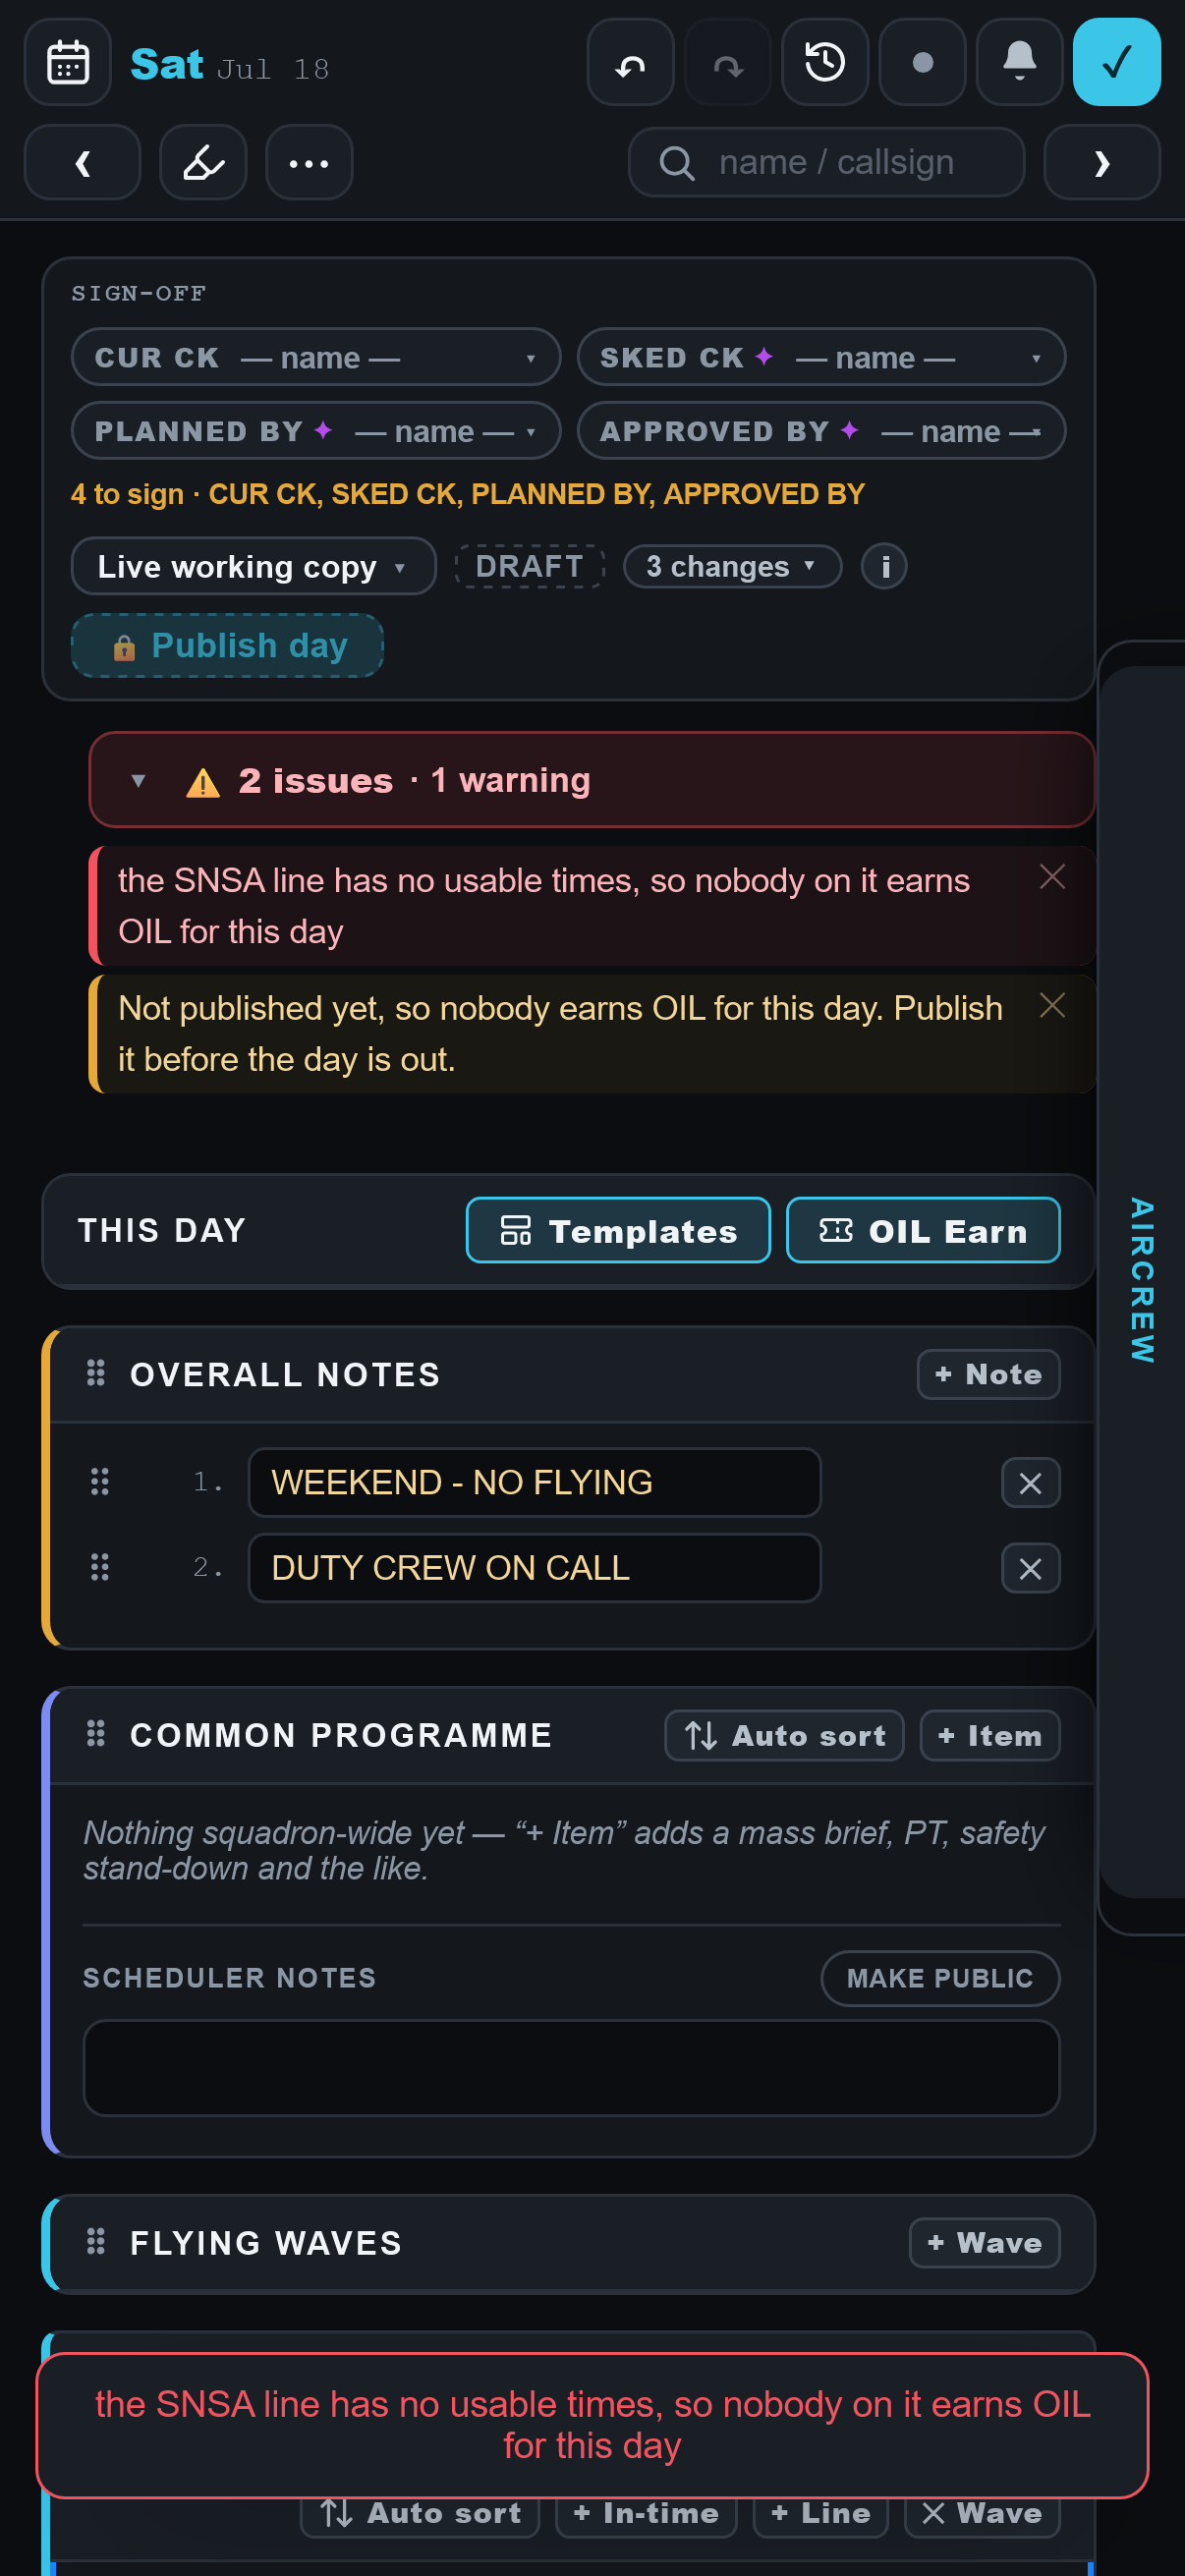 Sat Jul 18
name / callsign
SIGN-OFF
CUR CK — name —
SKED CK — name —
PLANNED BY — name —
APPROVED BY — name —
4 to sign · CUR CK, SKED CK, PLANNED BY, APPROVED BY
Live working copy DRAFT 3 changes i
Publish day
2 issues · 1 warning
the SNSA line has no usable times, so nobody on it earns
OIL for this day
Not published yet, so nobody earns OIL for this day. Publish
it before the day is out.
THIS DAY Templates OIL Earn
AIRCREW
OVERALL NOTES + Note
1. WEEKEND - NO FLYING
2. DUTY CREW ON CALL
COMMON PROGRAMME Auto sort + Item
Nothing squadron-wide yet — “+ Item” adds a mass brief, PT, safety
stand-down and the like.
SCHEDULER NOTES MAKE PUBLIC
FLYING WAVES + Wave
the SNSA line has no usable times, so nobody on it earns OIL
for this day
Auto sort + In-time + Line × Wave